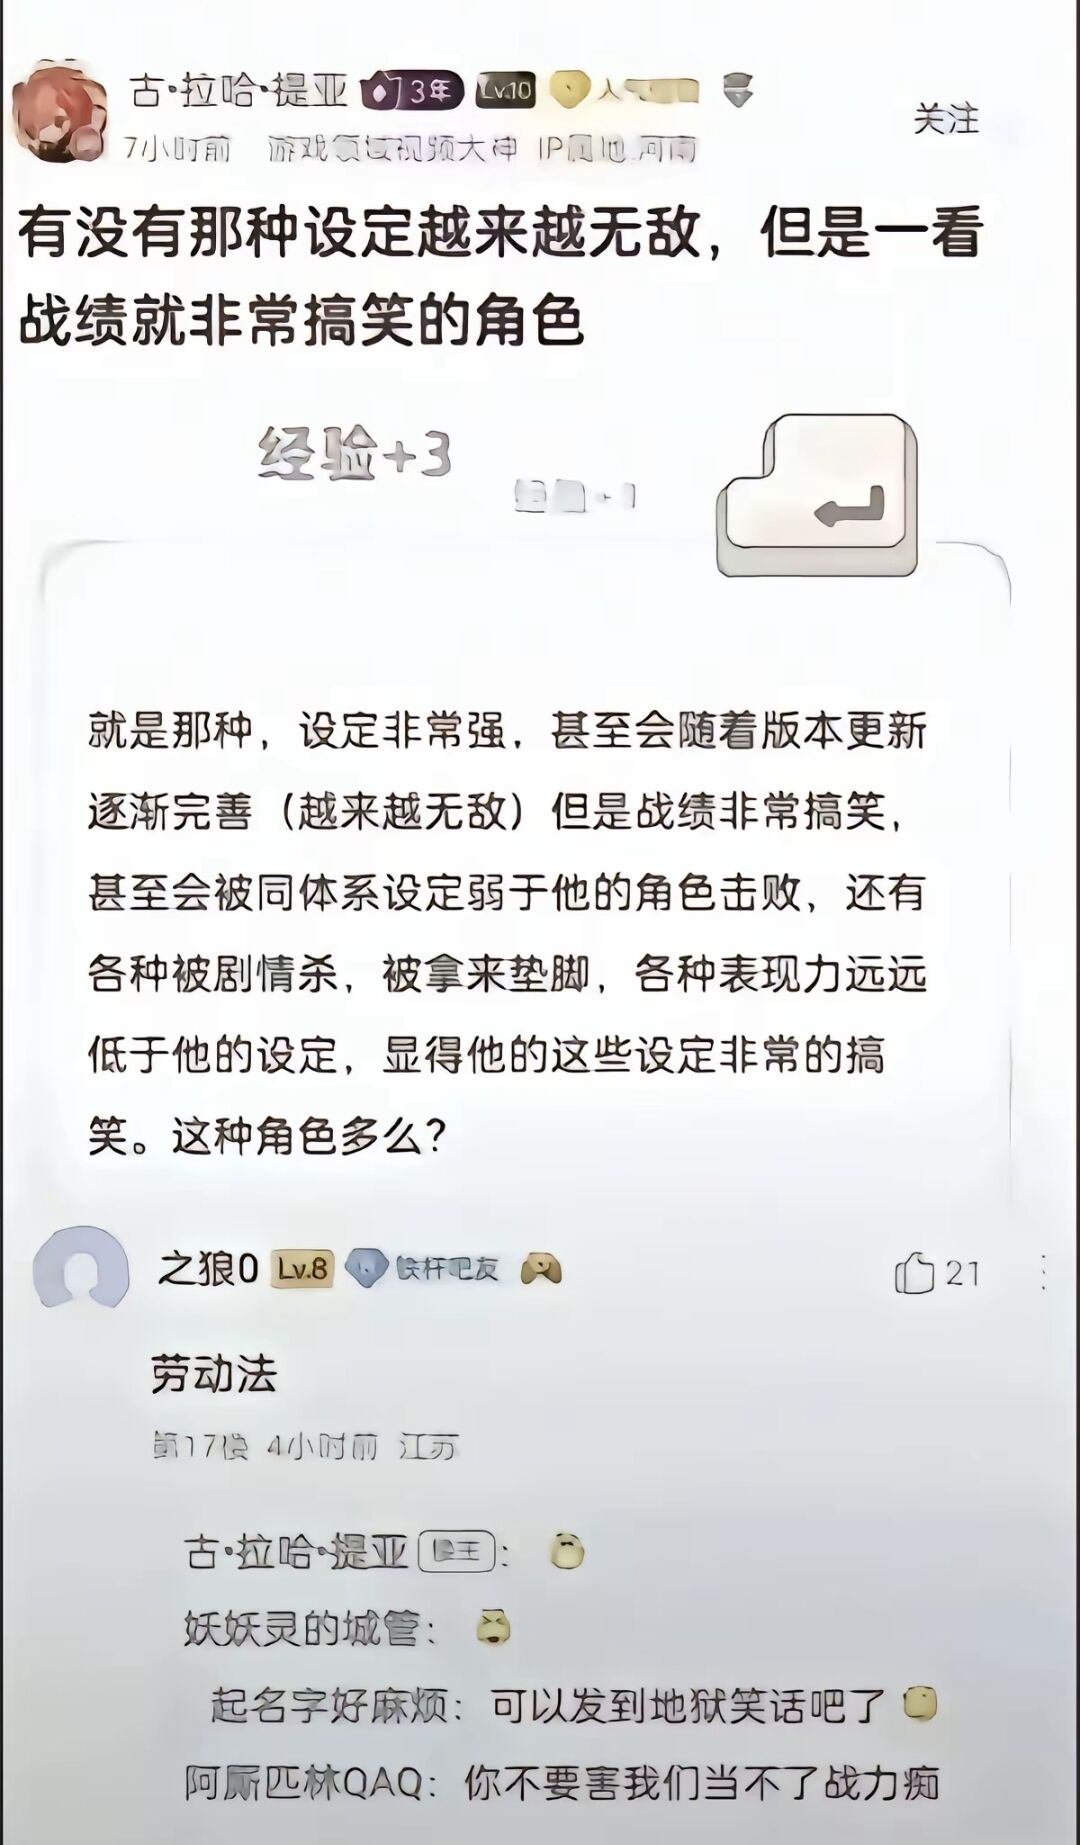 古·拉哈·提亚 3年 Lv.10 人
7小时前 游戏领域视频大神 IP属地:河南
关注
有没有那种设定越来越无敌，但是一看
战绩就非常搞笑的角色
经验+3
就是那种，设定非常强，甚至会随着版本更新
逐渐完善（越来越无敌）但是战绩非常搞笑，
甚至会被同体系设定弱于他的角色击败，还有
各种被剧情杀，被拿来垫脚，各种表现力远远
低于他的设定，显得他的这些设定非常的搞
笑。这种角色多么？
之狼0 Lv.8 铁杆吧友 21
劳动法
第17楼 4小时前 江苏
古·拉哈·提亚 楼主：
妖妖灵的城管：
起名字好麻烦：可以发到地狱笑话吧了
阿厮匹林QAQ：你不要害我们当不了战力痴